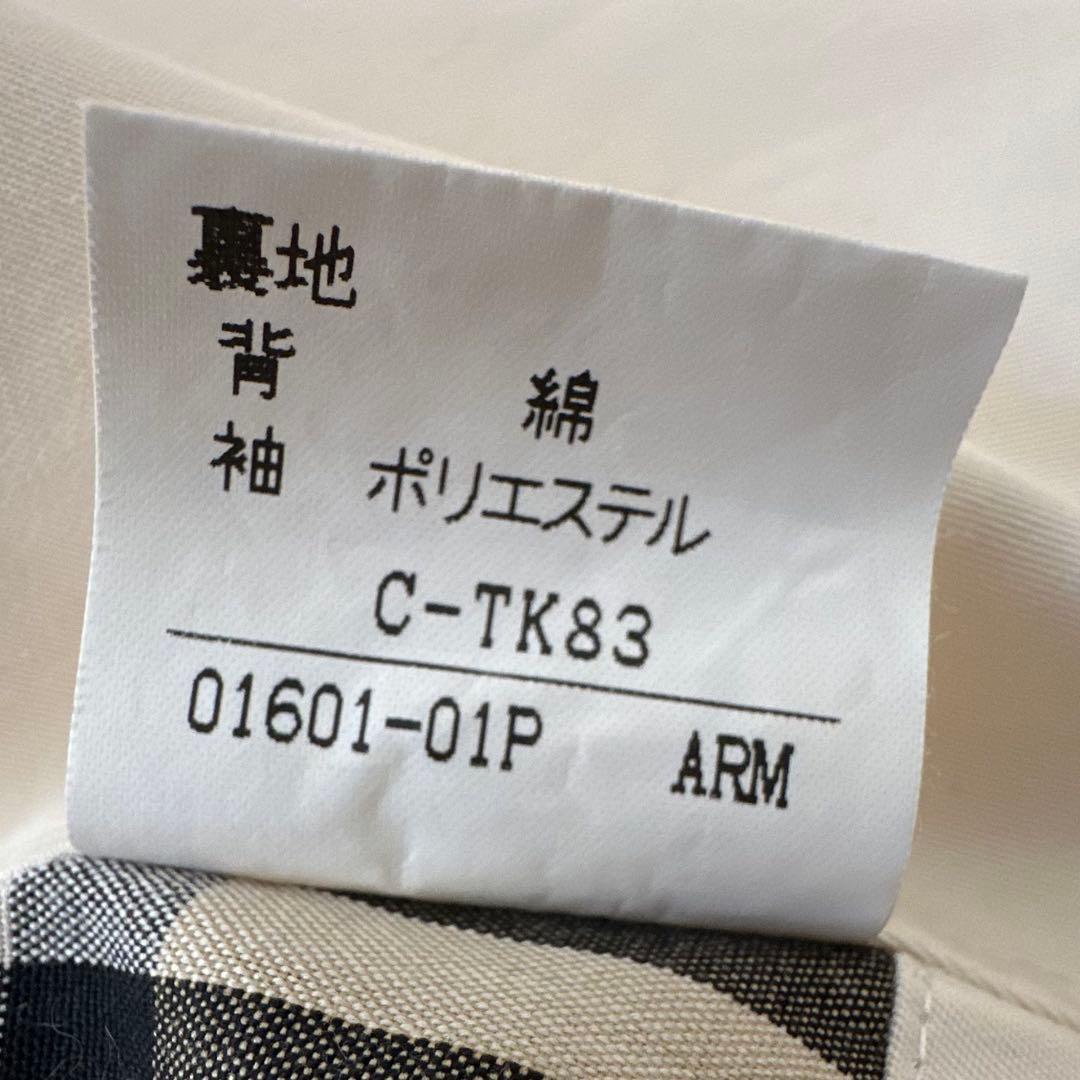 裏地
背 綿
袖 ポリエステル
C-TK83
01601-01P ARM